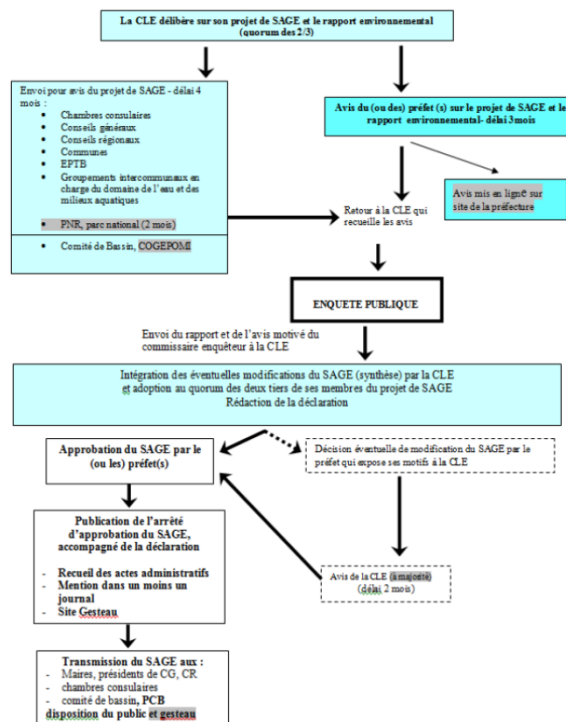 La CLE délibère sur son projet de SAGE et le rapport environnemental
(quorum des 2/3)
Envoi pour avis du projet de SAGE - délai 4
mois :
• Chambres consulaires
• Conseils généraux
• Conseils régionaux
• Communes
• EPTB
• Groupements intercommunaux en
charge du domaine de l'eau et des
milieux aquatiques
• PNR, parc national (2 mois)
• Comité de Bassin, COGEPOMI
Avis du (ou des) préfet (s) sur le projet de SAGE et le
rapport environnemental- délai 3mois
Avis mis en ligne sur
site de la préfecture
Retour à la CLE qui
recueille les avis
ENQUETE PUBLIQUE
Envoi du rapport et de l'avis motivé du
commissaire enquêteur à la CLE
Intégration des éventuelles modifications du SAGE (synthèse) par la CLE
et adoption au quorum des deux tiers de ses membres du projet de SAGE
Rédaction de la déclaration
Approbation du SAGE par le
(ou les) préfet(s)
Décision éventuelle de modification du SAGE par le
préfet qui expose ses motifs à la CLE
Publication de l'arrêté
d'approbation du SAGE,
accompagné de la déclaration
- Recueil des actes administratifs
- Mention dans un moins un
journal
- Site Gesteau
Avis de la CLE (à majorité)
(délai 2 mois)
Transmission du SAGE aux :
- Maires, présidents de CG, CR
- chambres consulaires
- comité de bassin, PCB
disposition du public et gesteau